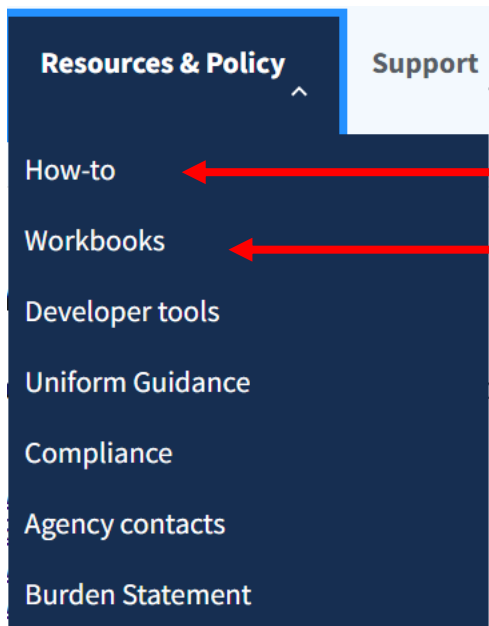 Resources & Policy
Support
How-to
Workbooks
Developer tools
Uniform Guidance
Compliance
Agency contacts
Burden Statement